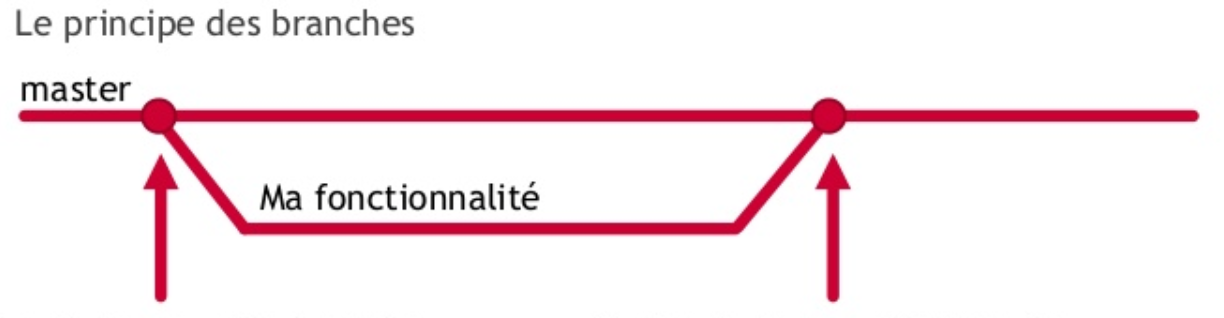 Le principe des branches
master
Ma fonctionnalité